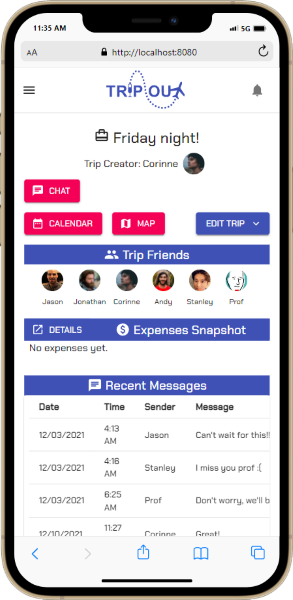 11:35 AM 5G
AA http://localhost:8080
TRIP OUT
Friday night!
Trip Creator: Corinne
CHAT
CALENDAR MAP EDIT TRIP
Trip Friends
Jason Jonathan Corinne Andy Stanley Prof
DETAILS Expenses Snapshot
No expenses yet.
Recent Messages
Date Time Sender Message
12/03/2021 4:13 AM Jason Can't wait for this!!
12/03/2021 4:16 AM Stanley I miss you prof :(
12/03/2021 6:25 AM Prof Don't worry, we'll b
12/10/2021 11:27 Corinne Great!